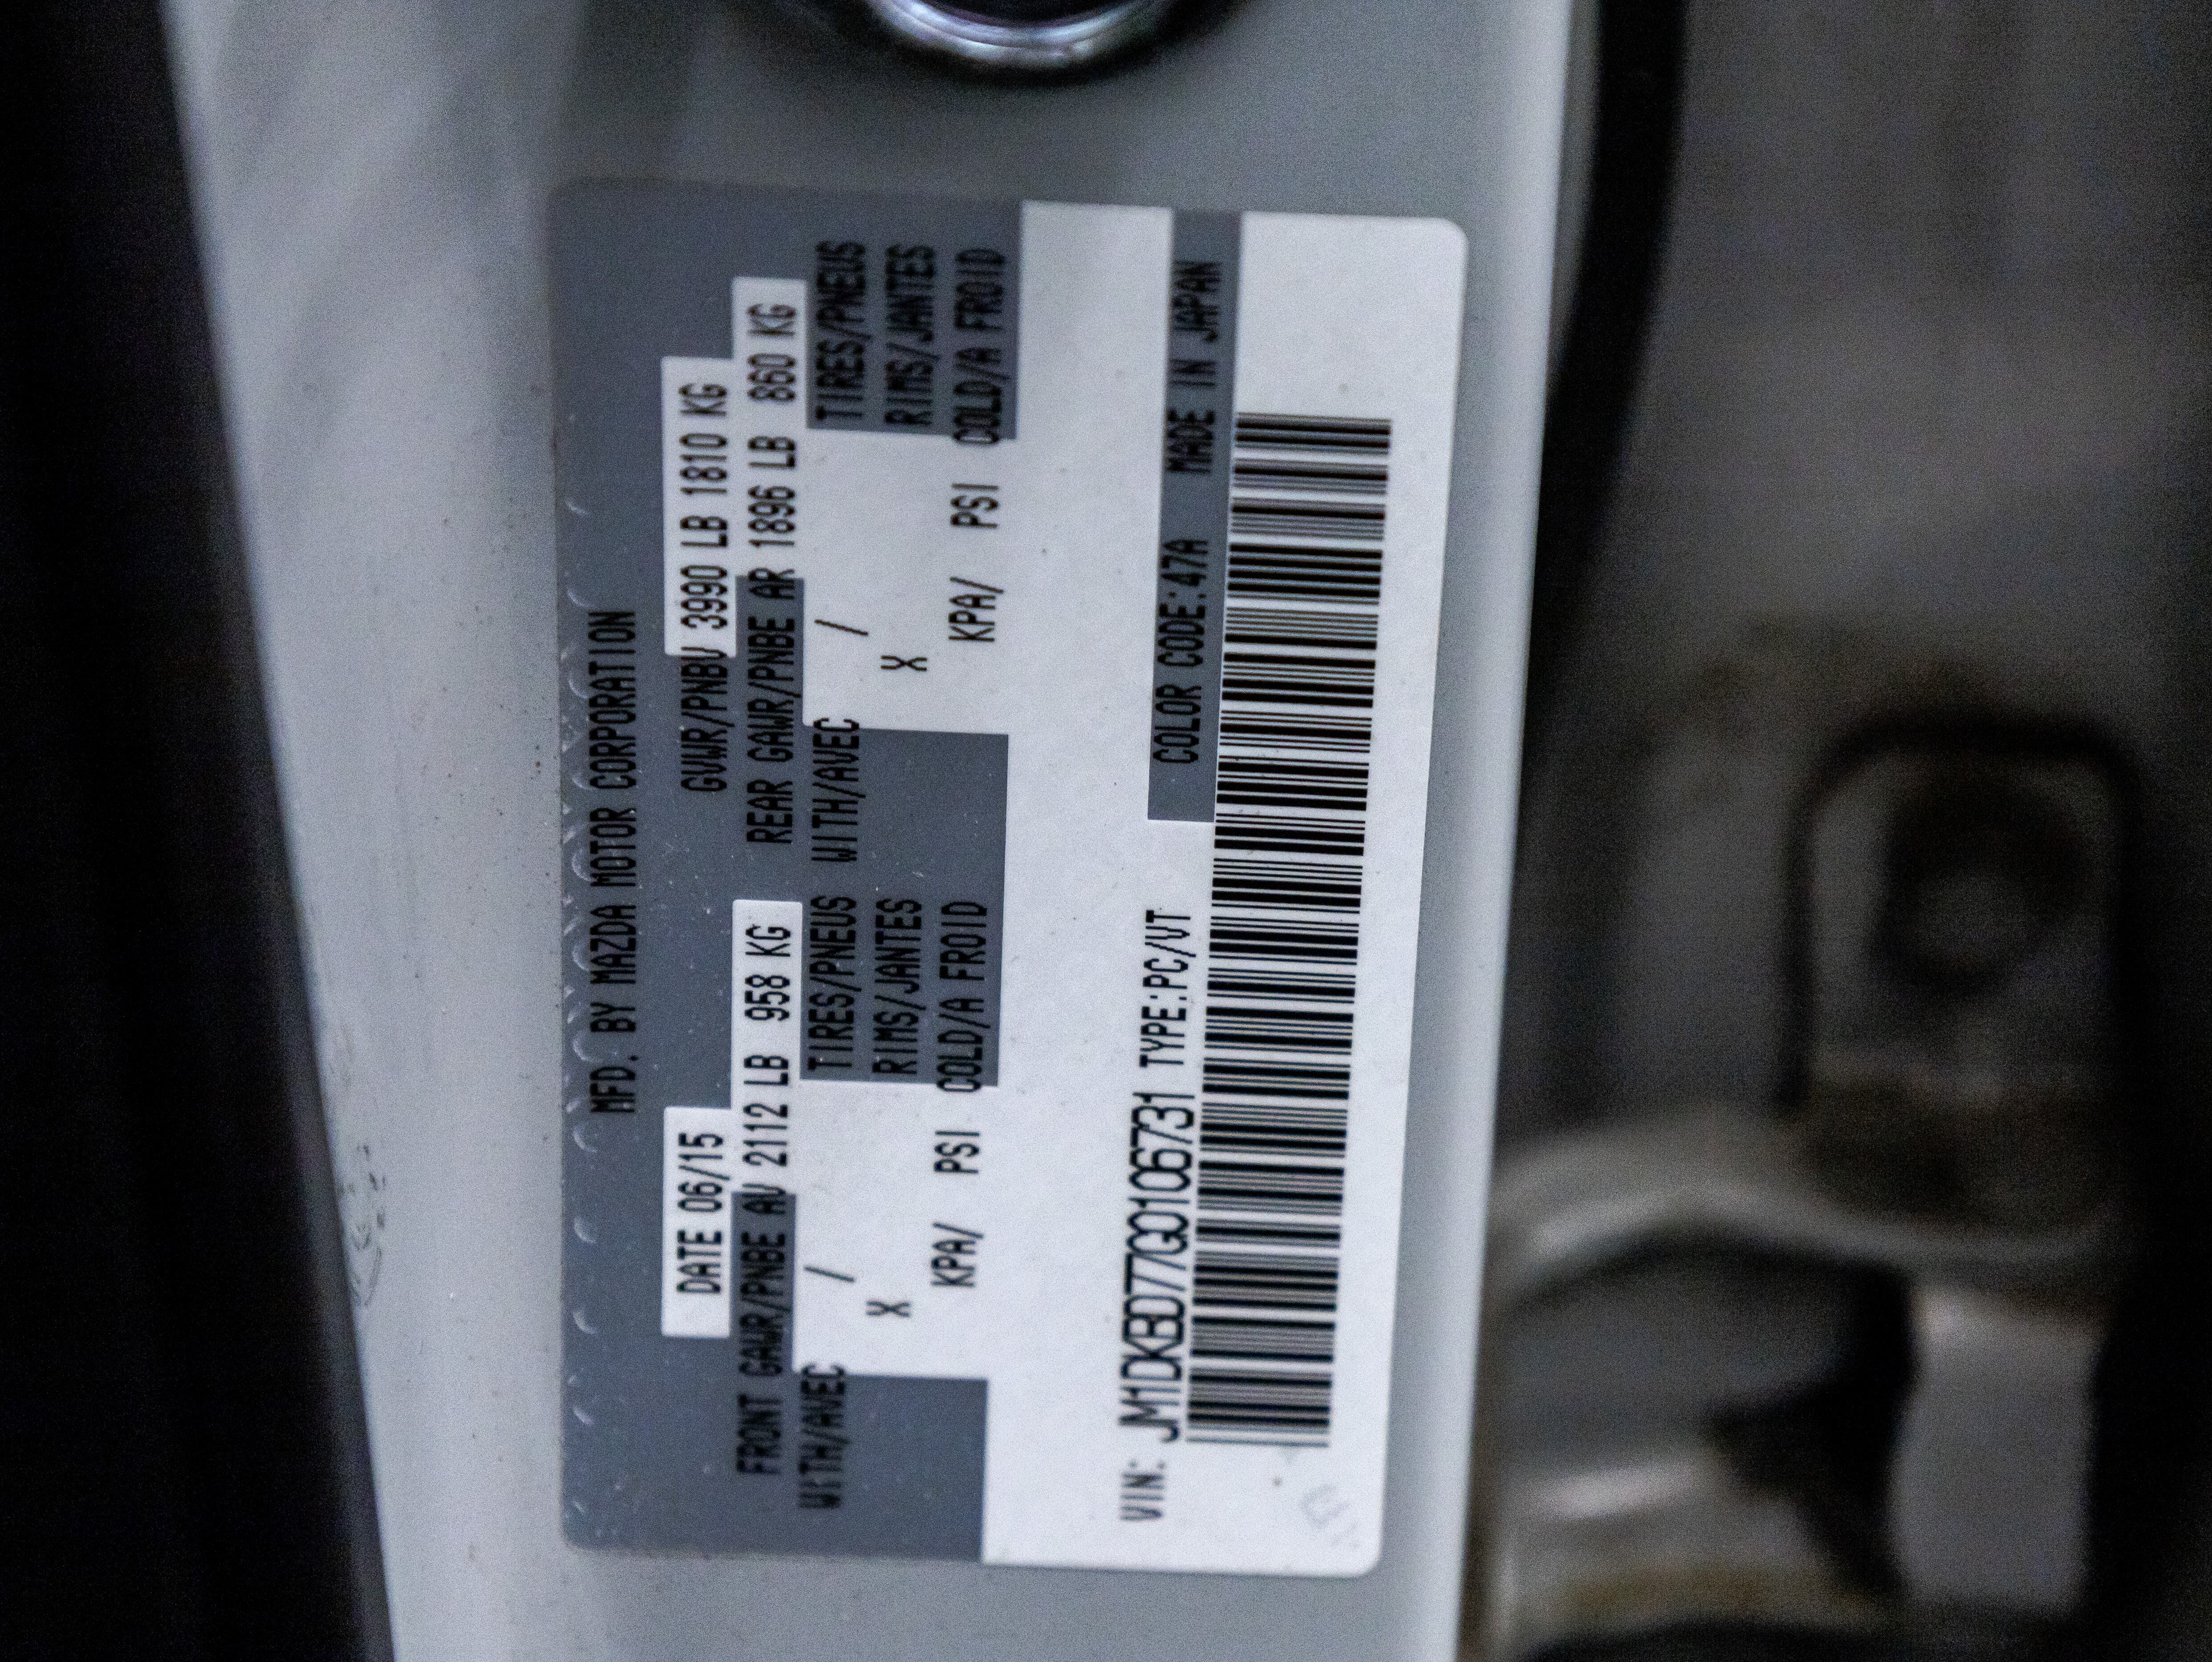 MFD. BY MAZDA MOTOR CORPORATION
DATE 06/15 GVWR/PNBV 3990 LB 1810 KG
FRONT GAWR/PNBE AV 2112 LB 958 KG REAR GAWR/PNBE AR 1896 LB 860 KG
WITH/AVEC / TIRES/PNEUS WITH/AVEC / TIRES/PNEUS
X RIMS/JANTES X RIMS/JANTES
KPA/ PSI COLD/A FROID KPA/ PSI COLD/A FROID
VIN: JM1DKBD77G0106731 TYPE:PC/VT COLOR CODE:47A MADE IN JAPAN